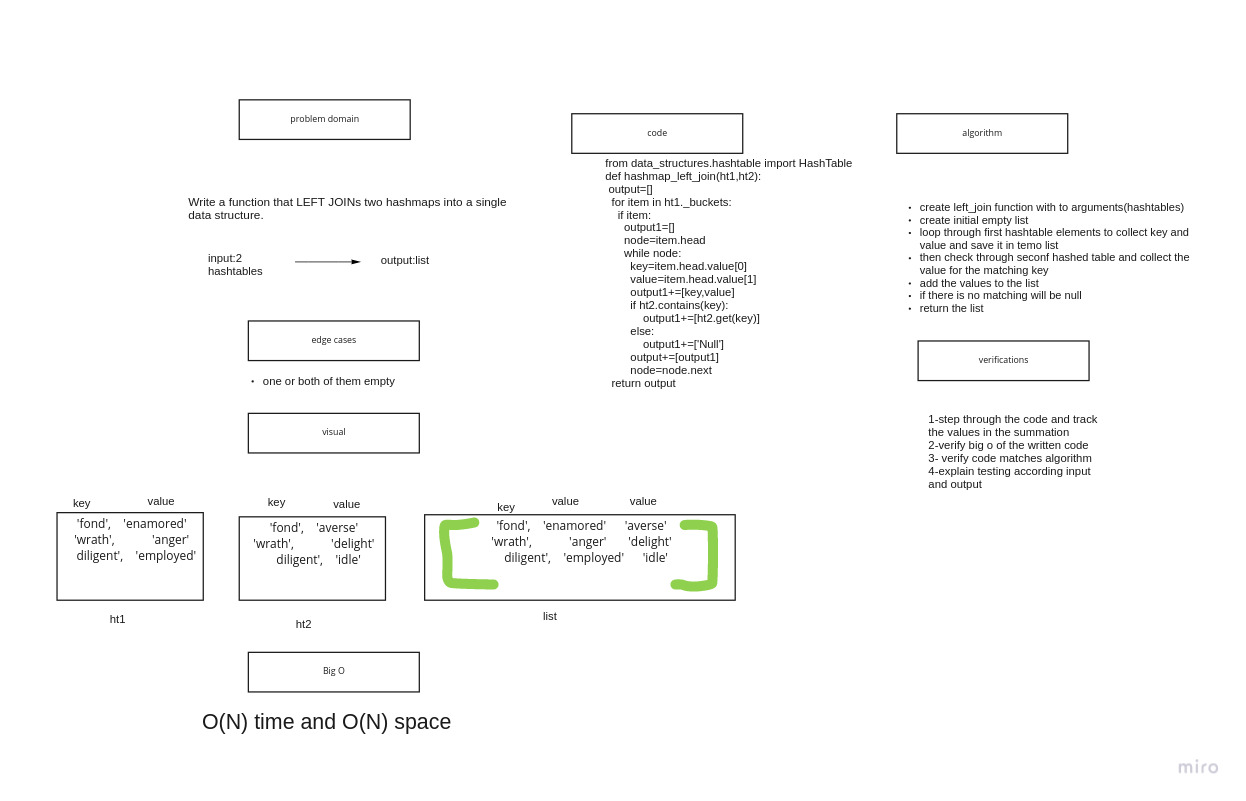 problem domain
Write a function that LEFT JOINs two hashmaps into a single
data structure.
input:2
hashtables
output:list
edge cases
• one or both of them empty
visual
key value
'fond', 'enamored'
'wrath', 'anger'
diligent', 'employed'
ht1
key value
'fond', 'averse'
'wrath', 'delight'
diligent', 'idle'
ht2
key value value
'fond', 'enamored' 'averse'
'wrath', 'anger' 'delight'
diligent', 'employed' 'idle'
list
Big O
O(N) time and O(N) space
code
from data_structures.hashtable import HashTable
def hashmap_left_join(ht1,ht2):
output=[]
for item in ht1._buckets:
if item:
output1=[]
node=item.head
while node:
key=item.head.value[0]
value=item.head.value[1]
output1+=[key,value]
if ht2.contains(key):
output1+=[ht2.get(key)]
else:
output1+=['Null']
output+=[output1]
node=node.next
return output
algorithm
• create left_join function with to arguments(hashtables)
• create initial empty list
• loop through first hashtable elements to collect key and
value and save it in temo list
• then check through seconf hashed table and collect the
value for the matching key
• add the values to the list
• if there is no matching will be null
• return the list
verifications
1-step through the code and track
the values in the summation
2-verify big o of the written code
3- verify code matches algorithm
4-explain testing according input
and output
miro